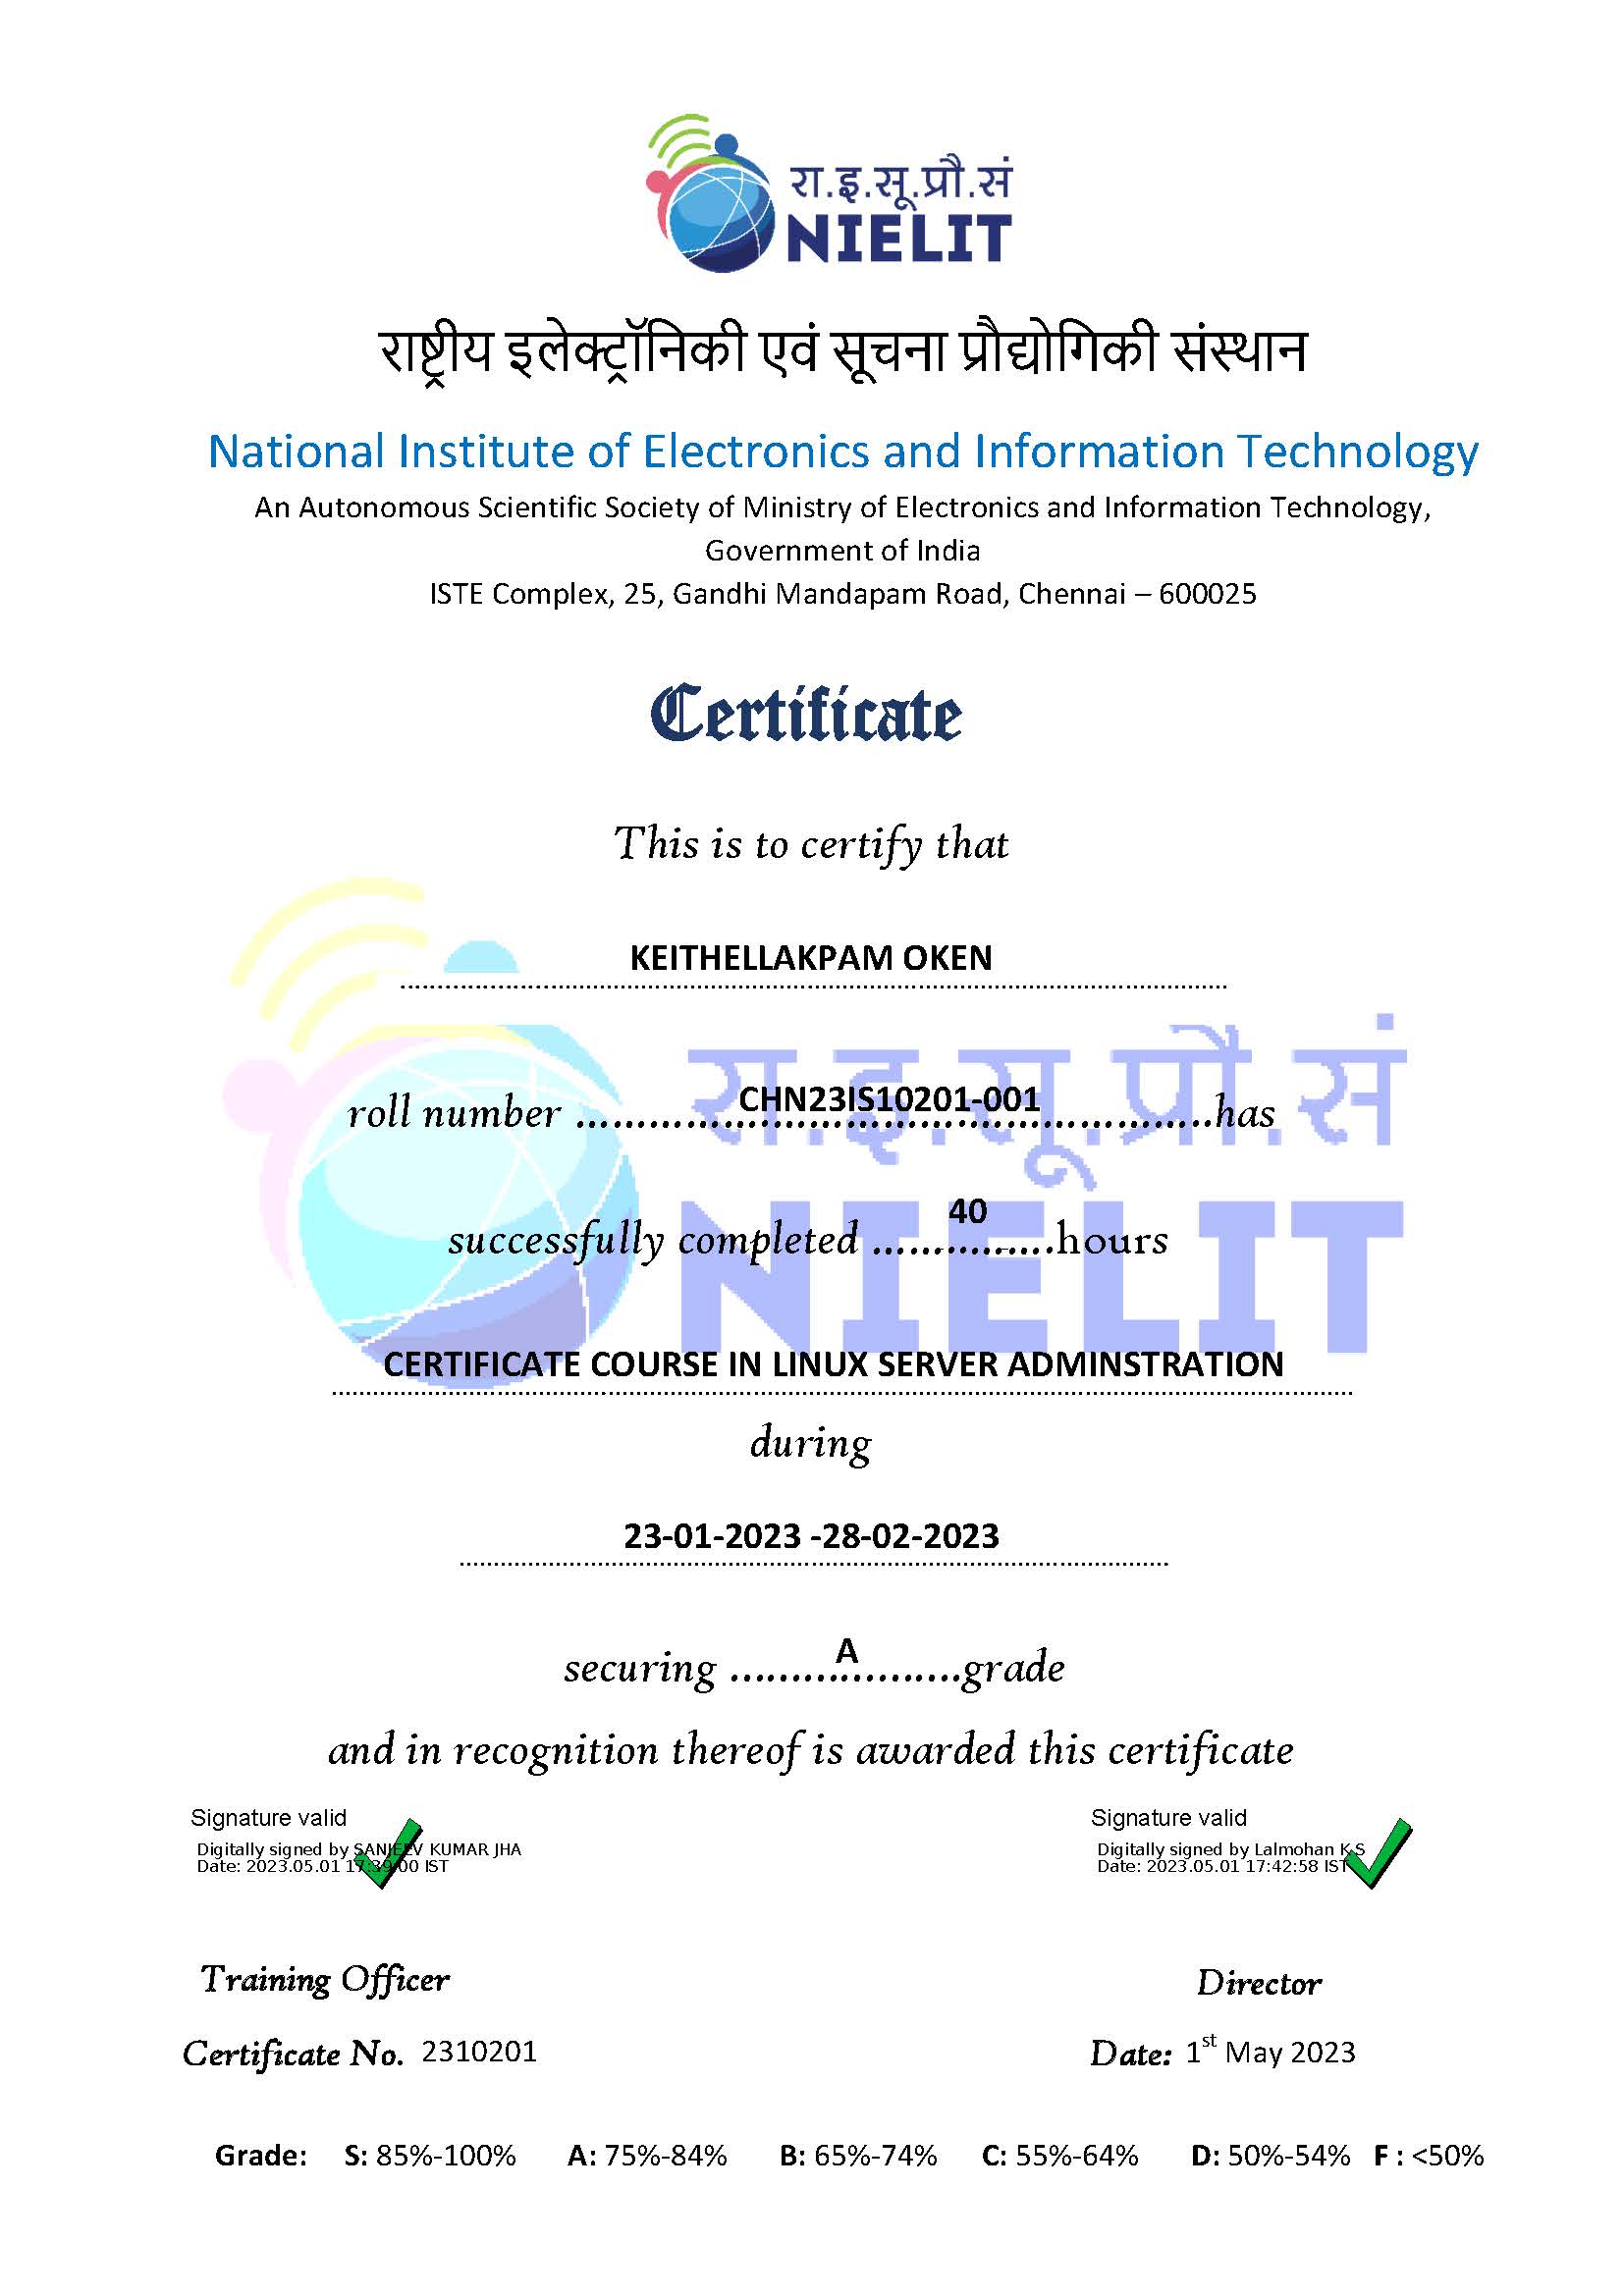 रा.इ.सू.प्रौ.सं
NIELIT
राष्ट्रीय इलेक्ट्रॉनिकी एवं सूचना प्रौद्योगिकी संस्थान
National Institute of Electronics and Information Technology
An Autonomous Scientific Society of Ministry of Electronics and Information Technology,
Government of India
ISTE Complex, 25, Gandhi Mandapam Road, Chennai – 600025
Certificate
This is to certify that
KEITHELLAKPAM OKEN
roll number CHN23IS10201-001 has
successfully completed 40 hours
CERTIFICATE COURSE IN LINUX SERVER ADMINSTRATION
during
23-01-2023 -28-02-2023
securing A grade
and in recognition thereof is awarded this certificate
Signature valid
Digitally signed by SANJEEV KUMAR JHA
Date: 2023.05.01 17:39:00 IST
Signature valid
Digitally signed by Lalmohan K S
Date: 2023.05.01 17:42:58 IST
Training Officer
Director
Certificate No. 2310201
Date: 1st May 2023
Grade: S: 85%-100% A: 75%-84% B: 65%-74% C: 55%-64% D: 50%-54% F : <50%
रा.इ.सू.प्रौ.सं
NIELIT